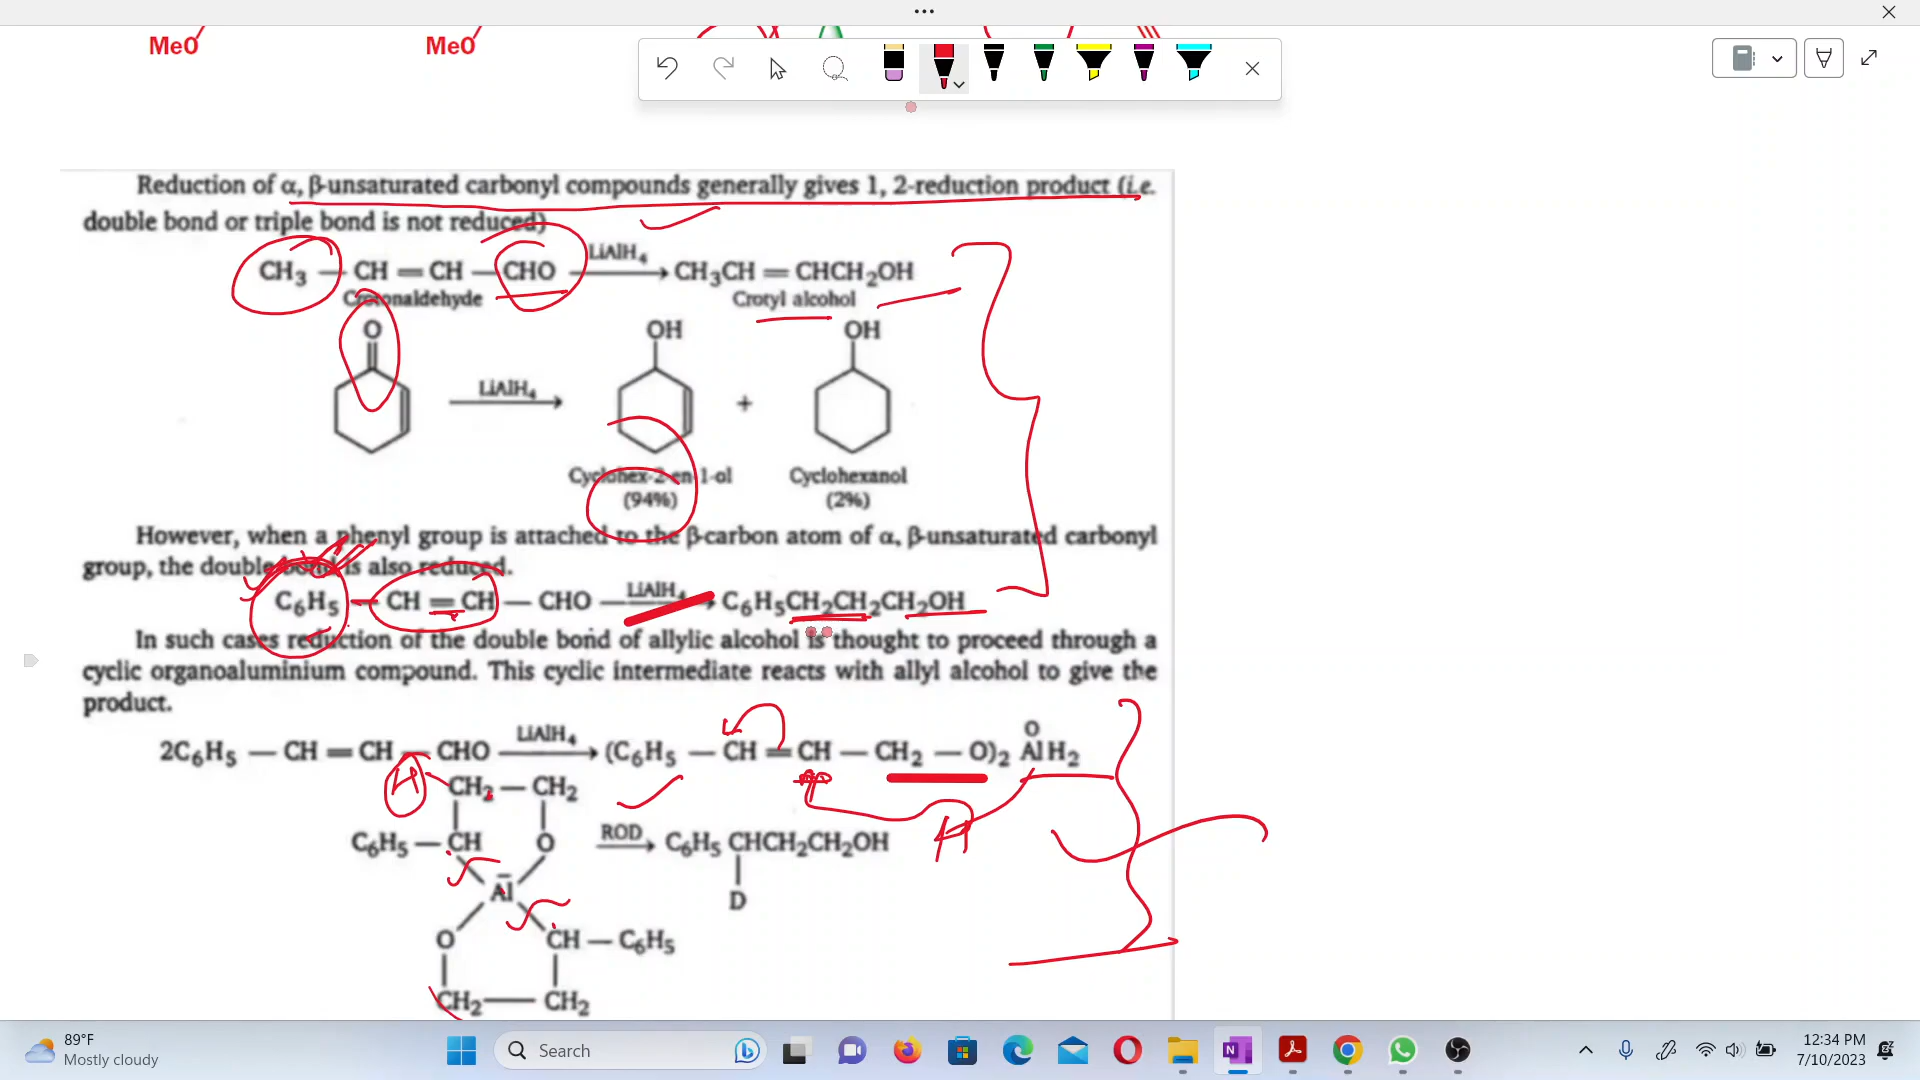 MeO
MeO
Reduction of α, β-unsaturated carbonyl compounds generally gives 1, 2-reduction product (i.e.
double bond or triple bond is not reduced)
CH3 — CH = CH — CHO LiAlH4 → CH3CH = CHCH2OH
Crotonaldehyde Crotyl alcohol
O OH OH
LiAlH4 +
Cyclohex-2-en-1-ol Cyclohexanol
(94%) (2%)
However, when a phenyl group is attached to the β-carbon atom of α, β-unsaturated carbonyl
group, the double bond is also reduced.
C6H5 — CH = CH — CHO LiAlH4 → C6H5CH2CH2CH2OH
In such cases reduction of the double bond of allylic alcohol is thought to proceed through a
cyclic organoaluminium compound. This cyclic intermediate reacts with allyl alcohol to give the
product.
O
2C6H5 — CH = CH — CHO LiAlH4 → (C6H5 — CH = CH — CH2 — O)2 AlH2
H CH2 — CH2
H
C6H5 — CH O ROD → C6H5 CHCH2CH2OH
Al
D
O CH — C6H5
CH2 — CH2
89°F
Mostly cloudy
Search
12:34 PM
7/10/2023